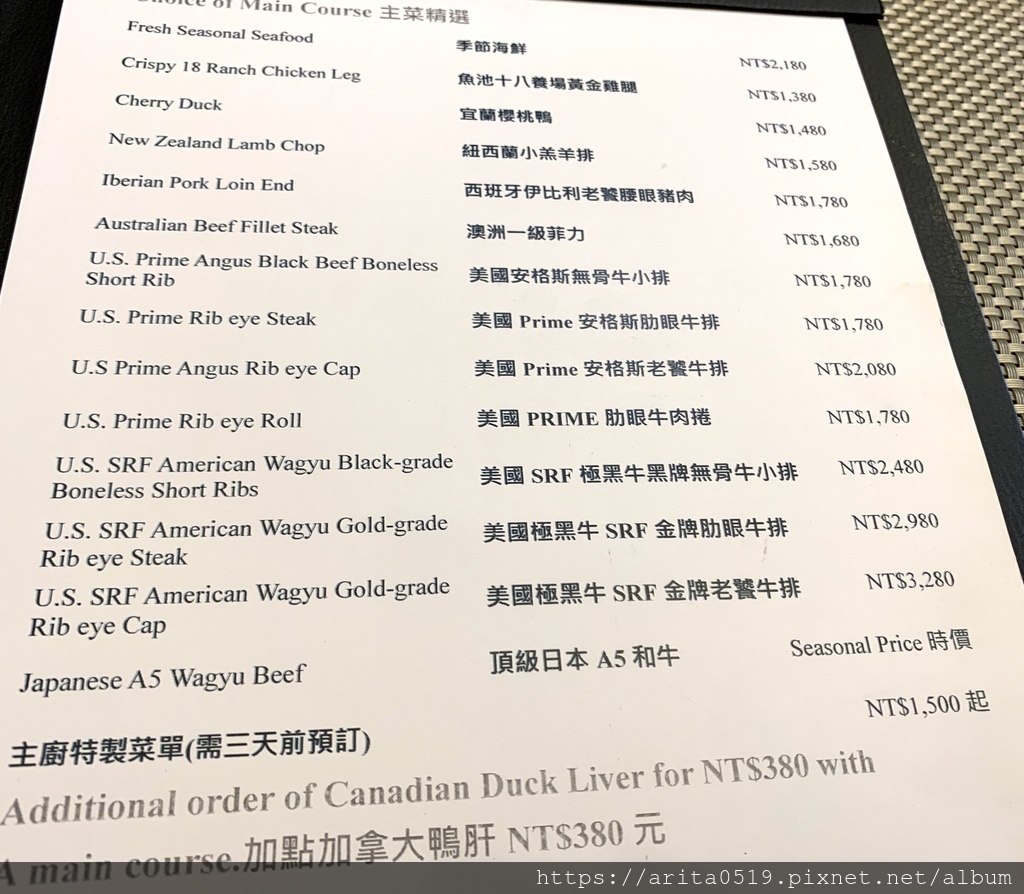 Choice of Main Course 主菜精選
Fresh Seasonal Seafood 季節海鮮 NT$2,180
Crispy 18 Ranch Chicken Leg 魚池十八養場黃金雞腿 NT$1,380
Cherry Duck 宜蘭櫻桃鴨 NT$1,480
New Zealand Lamb Chop 紐西蘭小羔羊排 NT$1,580
Iberian Pork Loin End 西班牙伊比利老饕腰眼豬肉 NT$1,780
Australian Beef Fillet Steak 澳洲一級菲力 NT$1,680
U.S. Prime Angus Black Beef Boneless
Short Rib 美國安格斯無骨牛小排 NT$1,780
U.S. Prime Rib eye Steak 美國 Prime 安格斯肋眼牛排 NT$1,780
U.S Prime Angus Rib eye Cap 美國 Prime 安格斯老饕牛排 NT$2,080
U.S. Prime Rib eye Roll 美國 PRIME 肋眼牛肉捲 NT$1,780
U.S. SRF American Wagyu Black-grade
Boneless Short Ribs 美國 SRF 極黑牛黑牌無骨牛小排 NT$2,480
U.S. SRF American Wagyu Gold-grade
Rib eye Steak 美國極黑牛 SRF 金牌肋眼牛排 NT$2,980
U.S. SRF American Wagyu Gold-grade
Rib eye Cap 美國極黑牛 SRF 金牌老饕牛排 NT$3,280
Japanese A5 Wagyu Beef 頂級日本 A5 和牛 Seasonal Price 時價
主廚特製菜單(需三天前預訂) NT$1,500 起
Additional order of Canadian Duck Liver for NT$380 with
A main course.加點加拿大鴨肝 NT$380 元
https://arita0519.pixnet.net/album